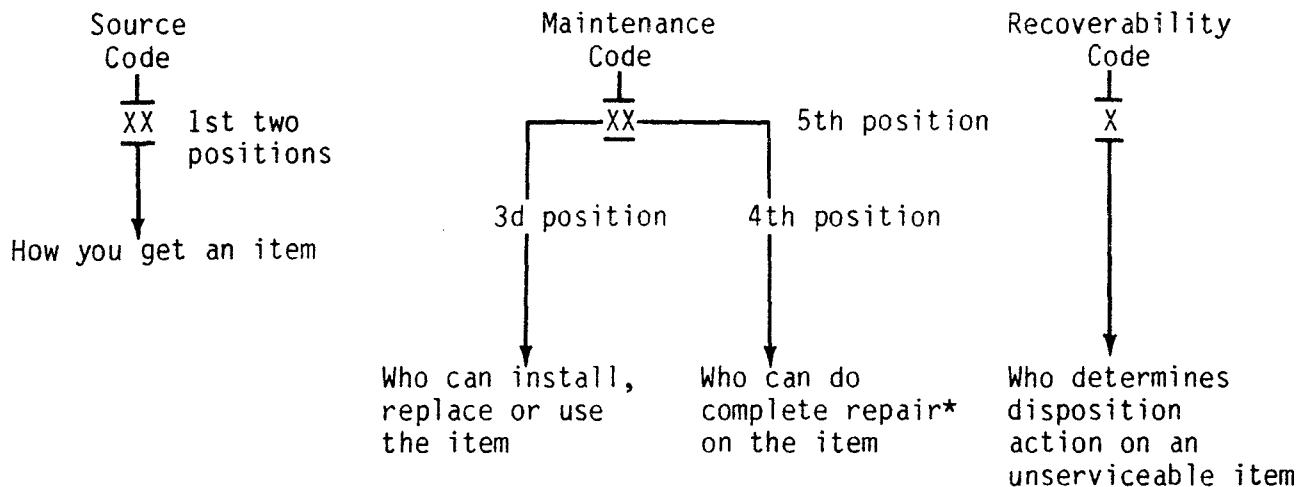 Source
Code
XX 1st two
positions
How you get an item
Maintenance
Code
XX
3d position
4th position
Who can install,
replace or use
the item
Who can do
complete repair*
on the item
Recoverability
Code
5th position
X
Who determines
disposition
action on an
unserviceable item